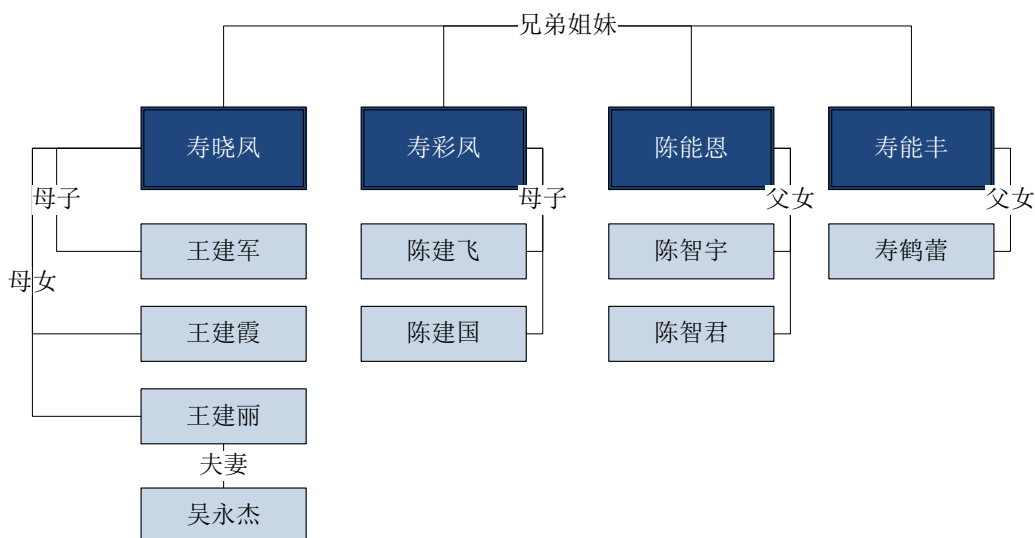 兄弟姐妹
寿晓凤
寿彩凤
陈能恩
寿能丰
母子
母子
父女
父女
王建军
陈建飞
陈智宇
寿鹤蕾
母女
王建霞
陈建国
陈智君
王建丽
夫妻
吴永杰